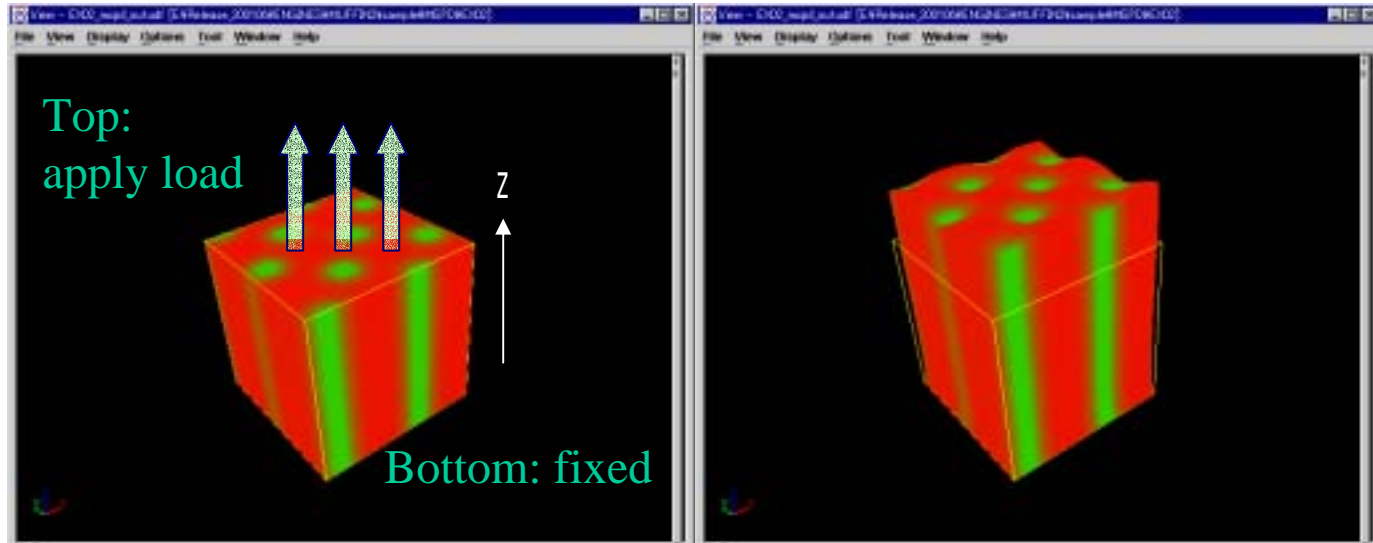 File View Display Options Tool Window Help
Top:
apply load
Z
Bottom: fixed
File View Display Options Tool Window Help